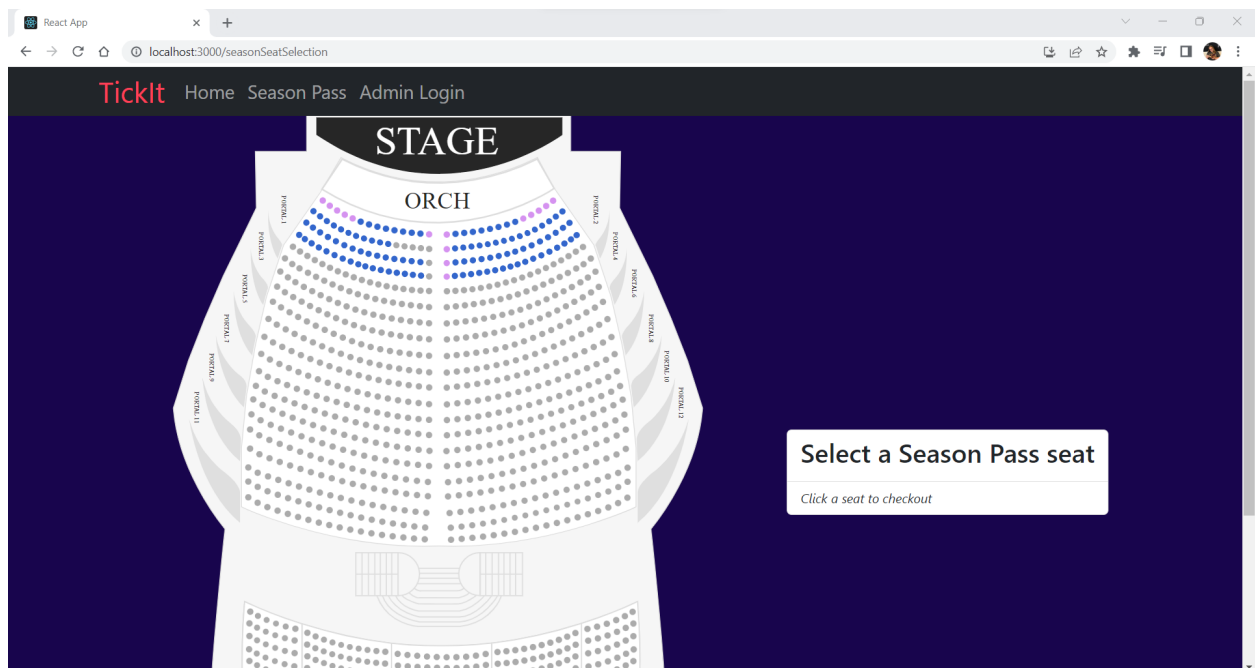 React App
localhost:3000/seasonSeatSelection
TickIt Home Season Pass Admin Login
STAGE
ORCH
PORTAL 1
PORTAL 2
PORTAL 3
PORTAL 4
PORTAL 5
PORTAL 6
PORTAL 7
PORTAL 8
PORTAL 9
PORTAL 10
PORTAL 11
PORTAL 12
Select a Season Pass seat
Click a seat to checkout